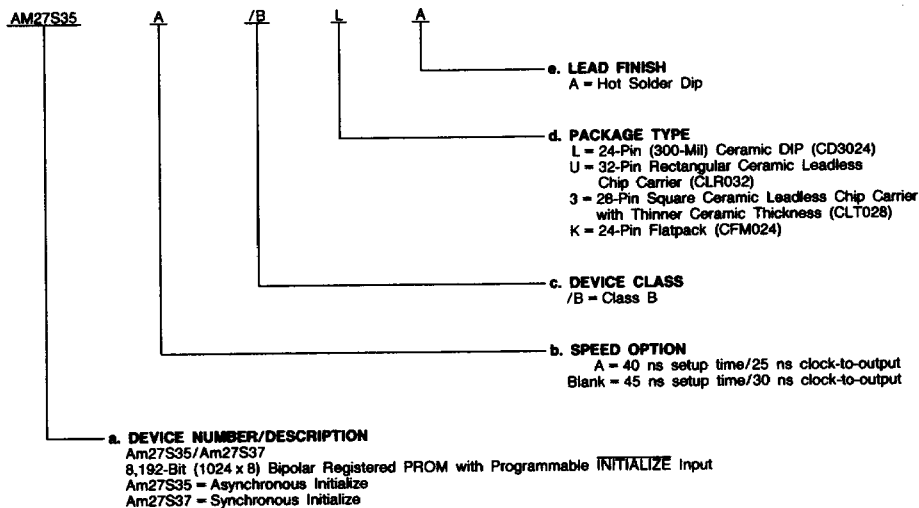 AM27S35 A /B L A
e. LEAD FINISH
A = Hot Solder Dip
d. PACKAGE TYPE
L = 24-Pin (300-Mil) Ceramic DIP (CD3024)
U = 32-Pin Rectangular Ceramic Leadless
Chip Carrier (CLR032)
3 = 28-Pin Square Ceramic Leadless Chip Carrier
with Thinner Ceramic Thickness (CLT028)
K = 24-Pin Flatpack (CFM024)
c. DEVICE CLASS
/B = Class B
b. SPEED OPTION
A = 40 ns setup time/25 ns clock-to-output
Blank = 45 ns setup time/30 ns clock-to-output
a. DEVICE NUMBER/DESCRIPTION
Am27S35/Am27S37
8,192-Bit (1024 x 8) Bipolar Registered PROM with Programmable INITIALIZE Input
Am27S35 = Asynchronous Initialize
Am27S37 = Synchronous Initialize